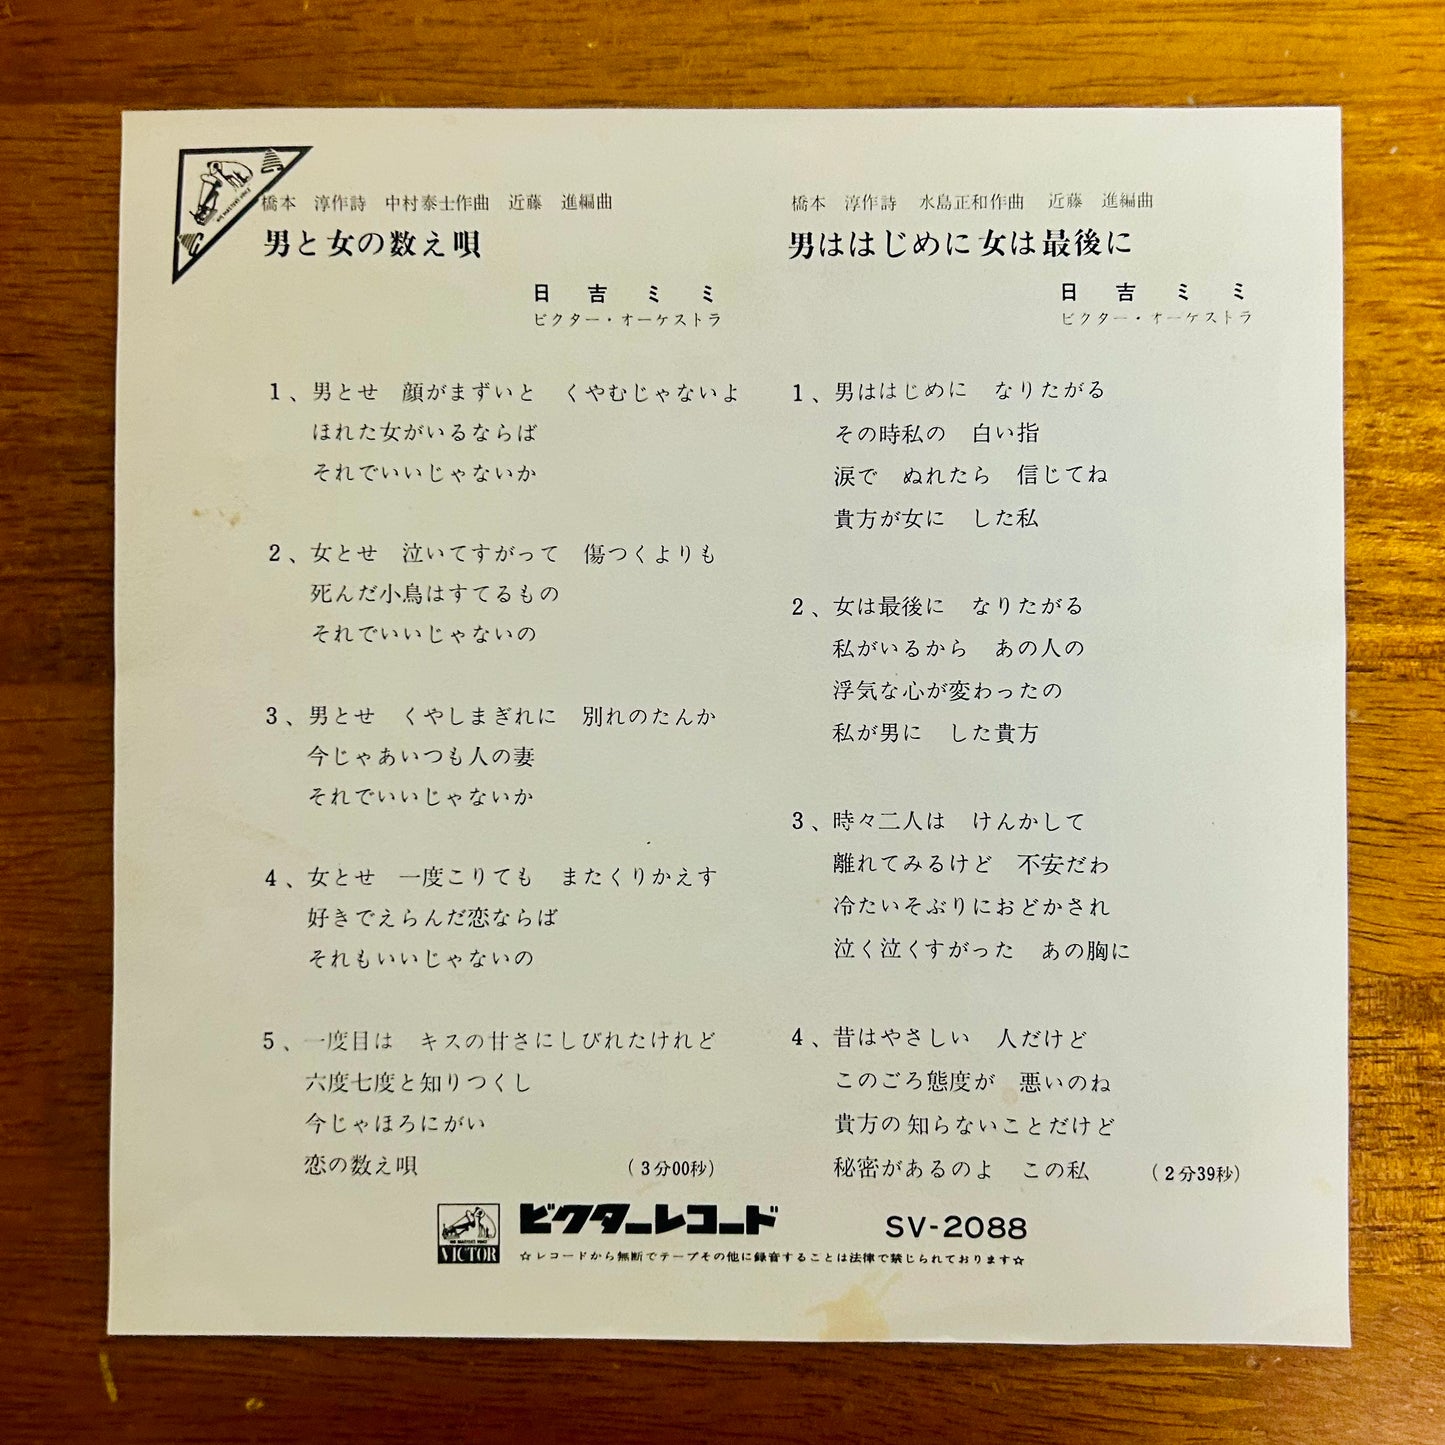 橋本 淳作詩 中村泰士作曲 近藤 進編曲
男と女の数え唄
日吉ミミ
ビクター・オーケストラ
1、男とせ 顔がまずいと くやむじゃないよ
ほれた女がいるならば
それでいいじゃないか
2、女とせ 泣いてすがって 傷つくよりも
死んだ小鳥はすてるもの
それでいいじゃないの
3、男とせ くやしまぎれに 別れのたんか
今じゃあいつも人の妻
それでいいじゃないか
4、女とせ 一度こりても またくりかえす
好きでえらんだ恋ならば
それもいいじゃないの
5、一度目は キスの甘さにしびれたけれど
六度七度と知りつくし
今じゃほろにがい
恋の数え唄 (3分00秒)
橋本 淳作詩 水島正和作曲 近藤 進編曲
男ははじめに女は最後に
日吉ミミ
ビクター・オーケストラ
1、男ははじめに なりたがる
その時私の 白い指
涙で ぬれたら 信じてね
貴方が女に した私
2、女は最後に なりたがる
私がいるから あの人の
浮気な心が変わったの
私が男に した貴方
3、時々二人は けんかして
離れてみるけど 不安だわ
冷たいそぶりにおどかされ
泣く泣くすがった あの胸に
4、昔はやさしい 人だけど
このごろ態度が 悪いのね
貴方の知らないことだけど
秘密があるのよ この私 (2分39秒)
VICTOR
ビクターレコード SV-2088
☆レコードから無断でテープその他に録音することは法律で禁じられております☆